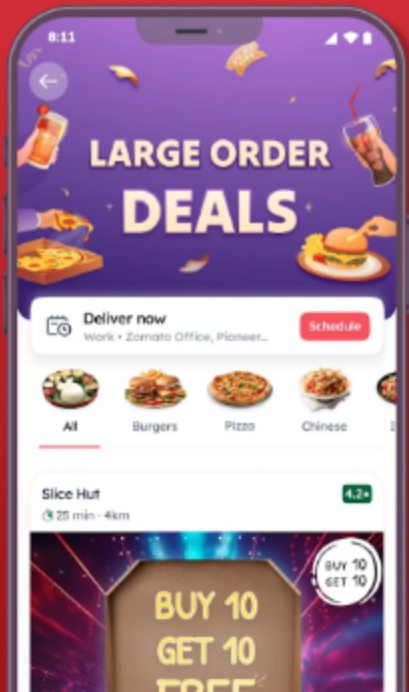 8:11
LARGE ORDER
DEALS
Deliver now
Work • Zomato Office, Pioneer...
Schedule
All
Burgers
Pizza
Chinese
Slice Hut
4.2★
25 min · 4km
BUY 10
GET 10
BUY 10
GET 10
FREE